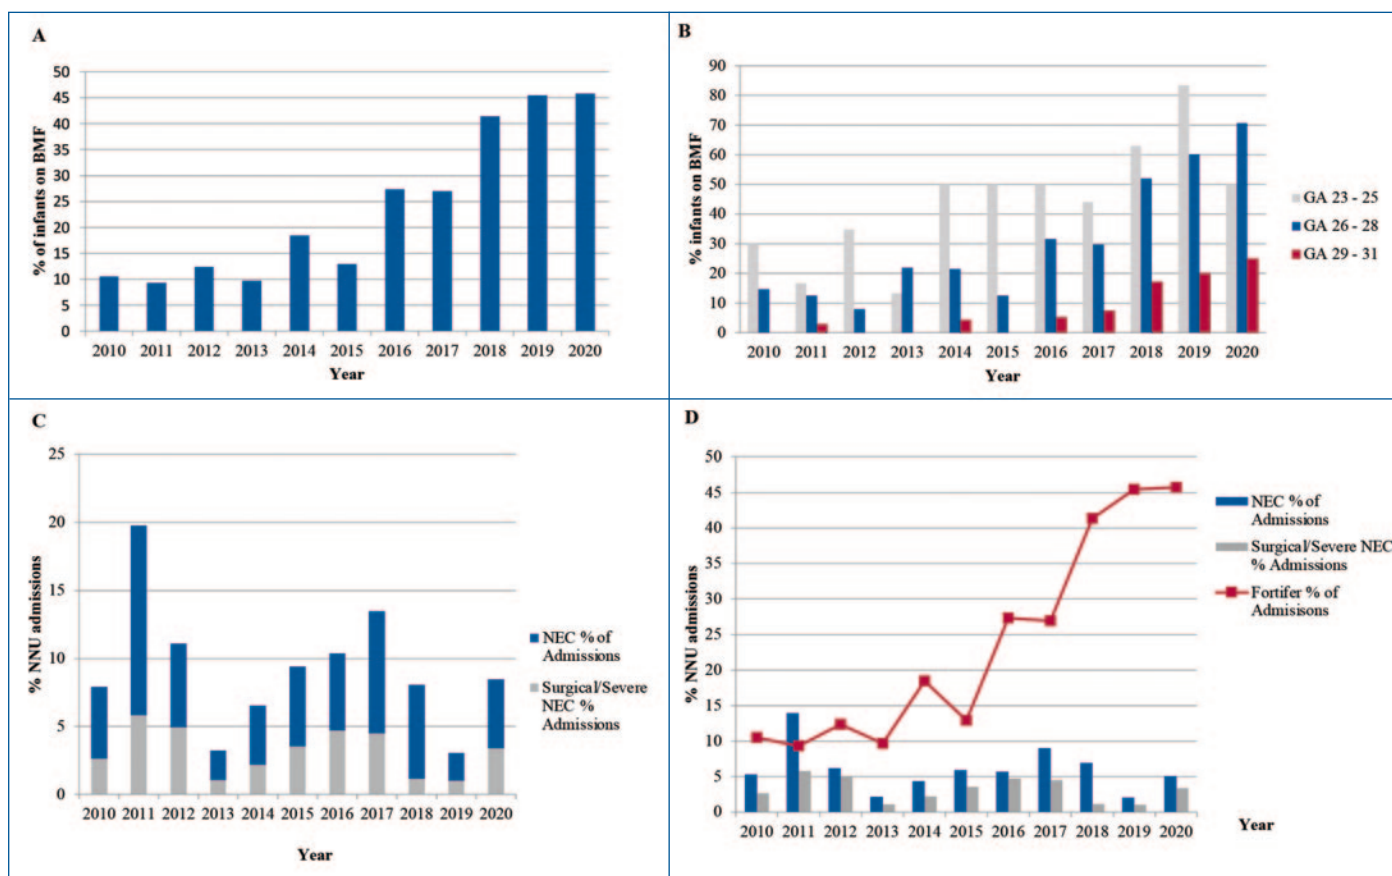 A
50
45
40
35
30
25
20
15
10
5
0
% of infants on BMF
2010 2011 2012 2013 2014 2015 2016 2017 2018 2019 2020
Year
B
90
80
70
60
50
40
30
20
10
0
% infants on BMF
2010 2011 2012 2013 2014 2015 2016 2017 2018 2019 2020
Year
GA 23 - 25
GA 26 - 28
GA 29 - 31
C
25
20
15
10
5
0
% NNU admissions
2010 2011 2012 2013 2014 2015 2016 2017 2018 2019 2020
Year
NEC % of
Admissions
Surgical/Severe
NEC %
Admissions
D
50
45
40
35
30
25
20
15
10
5
0
% NNU admissions
2010 2011 2012 2013 2014 2015 2016 2017 2018 2019 2020
Year
NEC % of
Admissions
Surgical/Severe NEC
% Admissions
Fortifer % of
Admisisons